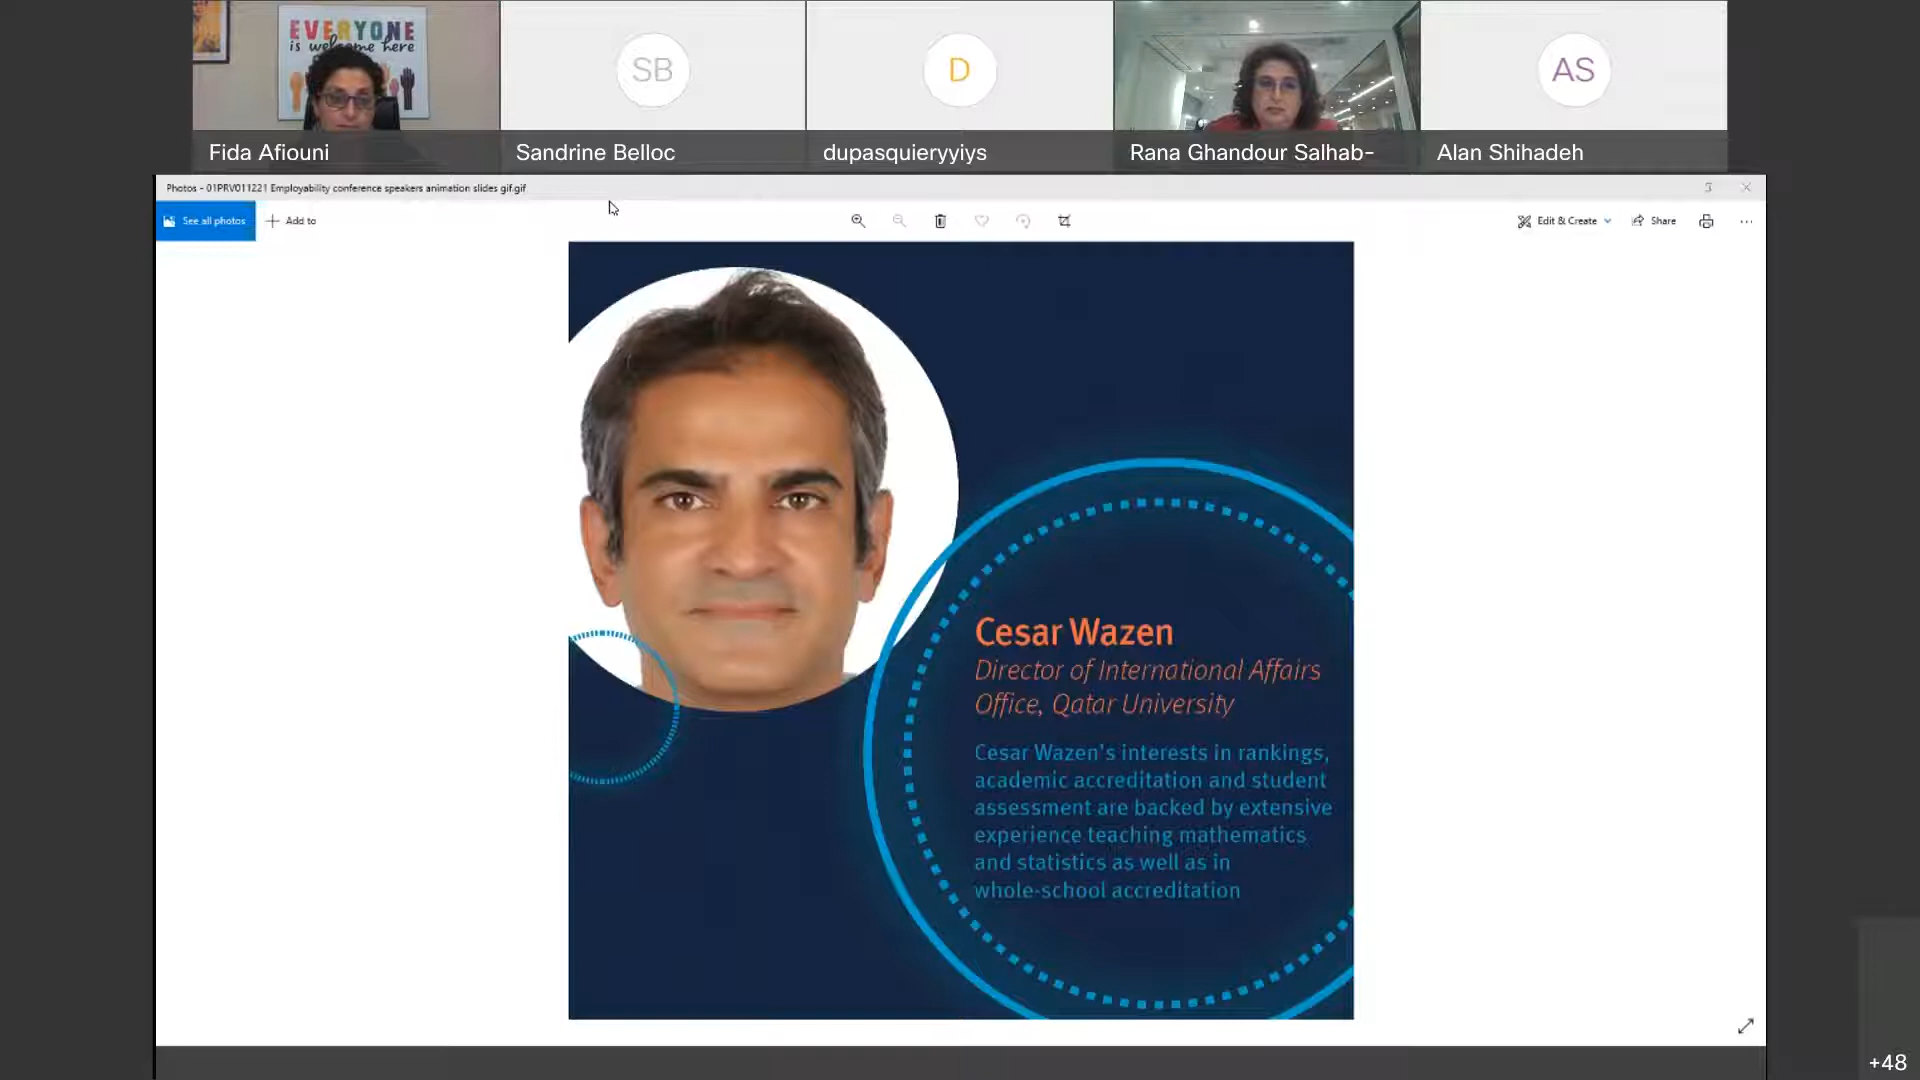 EVERYONE
is welcome here
SB
D
AS
Fida Afiouni
Sandrine Belloc
dupasquieryyiys
Rana Ghandour Salhab-
Alan Shihadeh
Photos - 01PRV011221 Employability conference speakers animation slides gif.gif
See all photos
Add to
Edit & Create
Share
Cesar Wazen
Director of International Affairs
Office, Qatar University
Cesar Wazen's interests in rankings,
academic accreditation and student
assessment are backed by extensive
experience teaching mathematics
and statistics as well as in
whole-school accreditation
+48